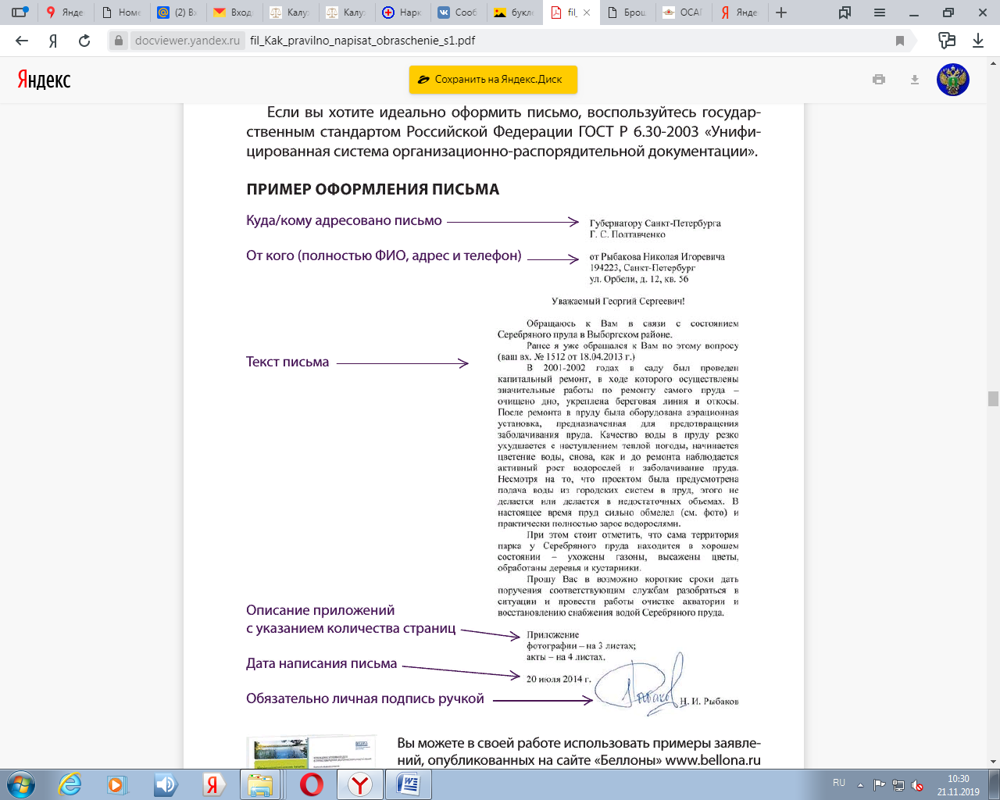 Янде
Номе
(2) Вх
Вход
Калу
Калу
Нарк
Сооб
букле
fil_
Брош
ОСАГ
Янде
docviewer.yandex.ru fil_Kak_pravilno_napisat_obraschenie_s1.pdf
Яндекс
Сохранить на Яндекс.Диск
Если вы хотите идеально оформить письмо, воспользуйтесь государ-
ственным стандартом Российской Федерации ГОСТ Р 6.30-2003 «Унифи-
цированная система организационно-распорядительной документации».
ПРИМЕР ОФОРМЛЕНИЯ ПИСЬМА
Куда/кому адресовано письмо
Губернатору Санкт-Петербурга
Г. С. Полтавченко
От кого (полностью ФИО, адрес и телефон)
от Рыбакова Николая Игоревича
194223, Санкт-Петербург
ул. Орбели, д. 12, кв. 56
Уважаемый Георгий Сергеевич!
Текст письма
Обращаюсь к Вам в связи с состоянием
Серебряного пруда в Выборгском районе.
Ранее я уже обращался к Вам по этому вопросу
(ваш вх. № 1512 от 18.04.2013 г.)
В 2001-2002 годах в саду был проведен
капитальный ремонт, в ходе которого осуществлены
значительные работы по ремонту самого пруда –
очищено дно, укреплена береговая линия и откосы.
После ремонта в пруду была оборудована аэрационная
установка, предназначенная для предотвращения
заболачивания пруда. Качество воды в пруду резко
ухудшается с наступлением теплой погоды, начинается
цветение воды, снова, как и до ремонта наблюдается
активный рост водорослей и заболачивание пруда.
Несмотря на то, что проектом была предусмотрена
подача воды из городских систем в пруд, этого не
делается или делается в недостаточных объемах. В
настоящее время пруд сильно обмелел (см. фото) и
практически полностью зарос водорослями.
При этом стоит отметить, что сама территория
парка у Серебряного пруда находится в хорошем
состоянии – ухожены газоны, высажены цветы,
обработаны деревья и кустарники.
Прошу Вас в возможно короткие сроки дать
поручения соответствующим службам разобраться в
ситуации и провести работы очистке акватории и
восстановлению снабжения водой Серебряного пруда.
Описание приложений
с указанием количества страниц
Приложение
фотографии – на 3 листах;
акты – на 4 листах.
Дата написания письма
20 июля 2014 г.
Обязательно личная подпись ручкой
Рыбаков
Н. И. Рыбаков
Вы можете в своей работе использовать примеры заявле-
ний, опубликованных на сайте «Беллоны» www.bellona.ru
RU
10:30
21.11.2019